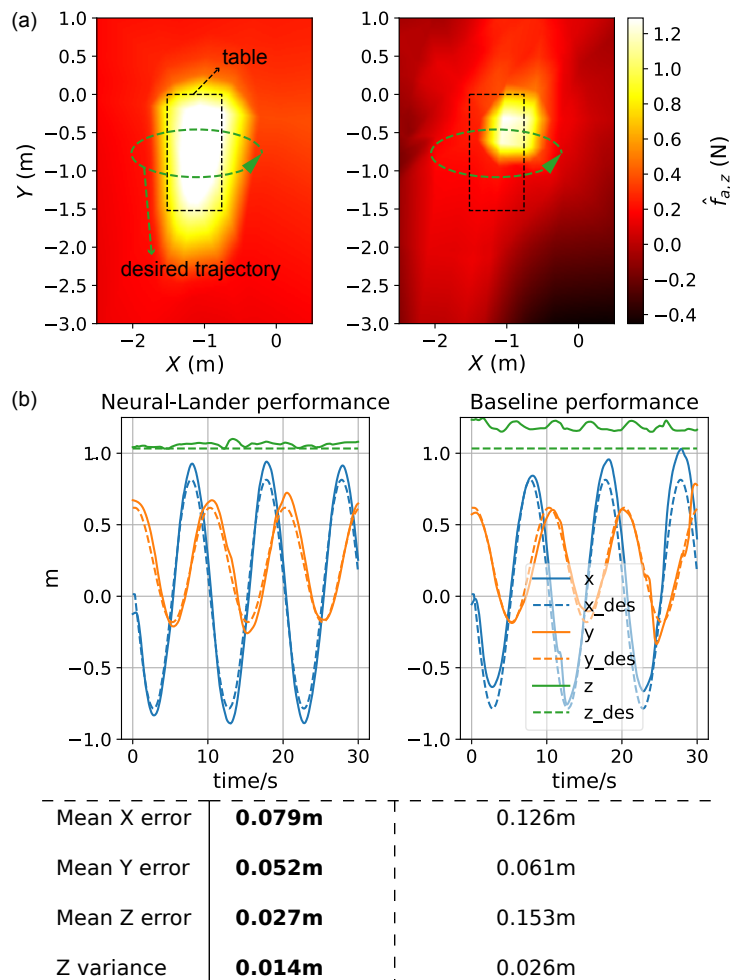 (a)
1.0
0.5
0.0
−0.5
−1.0
−1.5
−2.0
−2.5
−3.0
Y (m)
−2 −1 0
X (m)
table
desired trajectory
1.0
0.5
0.0
−0.5
−1.0
−1.5
−2.0
−2.5
−3.0
−2 −1 0
X (m)
1.2
1.0
0.8
0.6
0.4
0.2
0.0
−0.2
−0.4
f̂a,z (N)
(b)
Neural-Lander performance
1.0
0.5
0.0
−0.5
−1.0
m
0 10 20 30
time/s
Baseline performance
1.0
0.5
0.0
−0.5
−1.0
x
x_des
y
y_des
z
z_des
0 10 20 30
time/s
Mean X error 0.079m 0.126m
Mean Y error 0.052m 0.061m
Mean Z error 0.027m 0.153m
Z variance 0.014m 0.026m